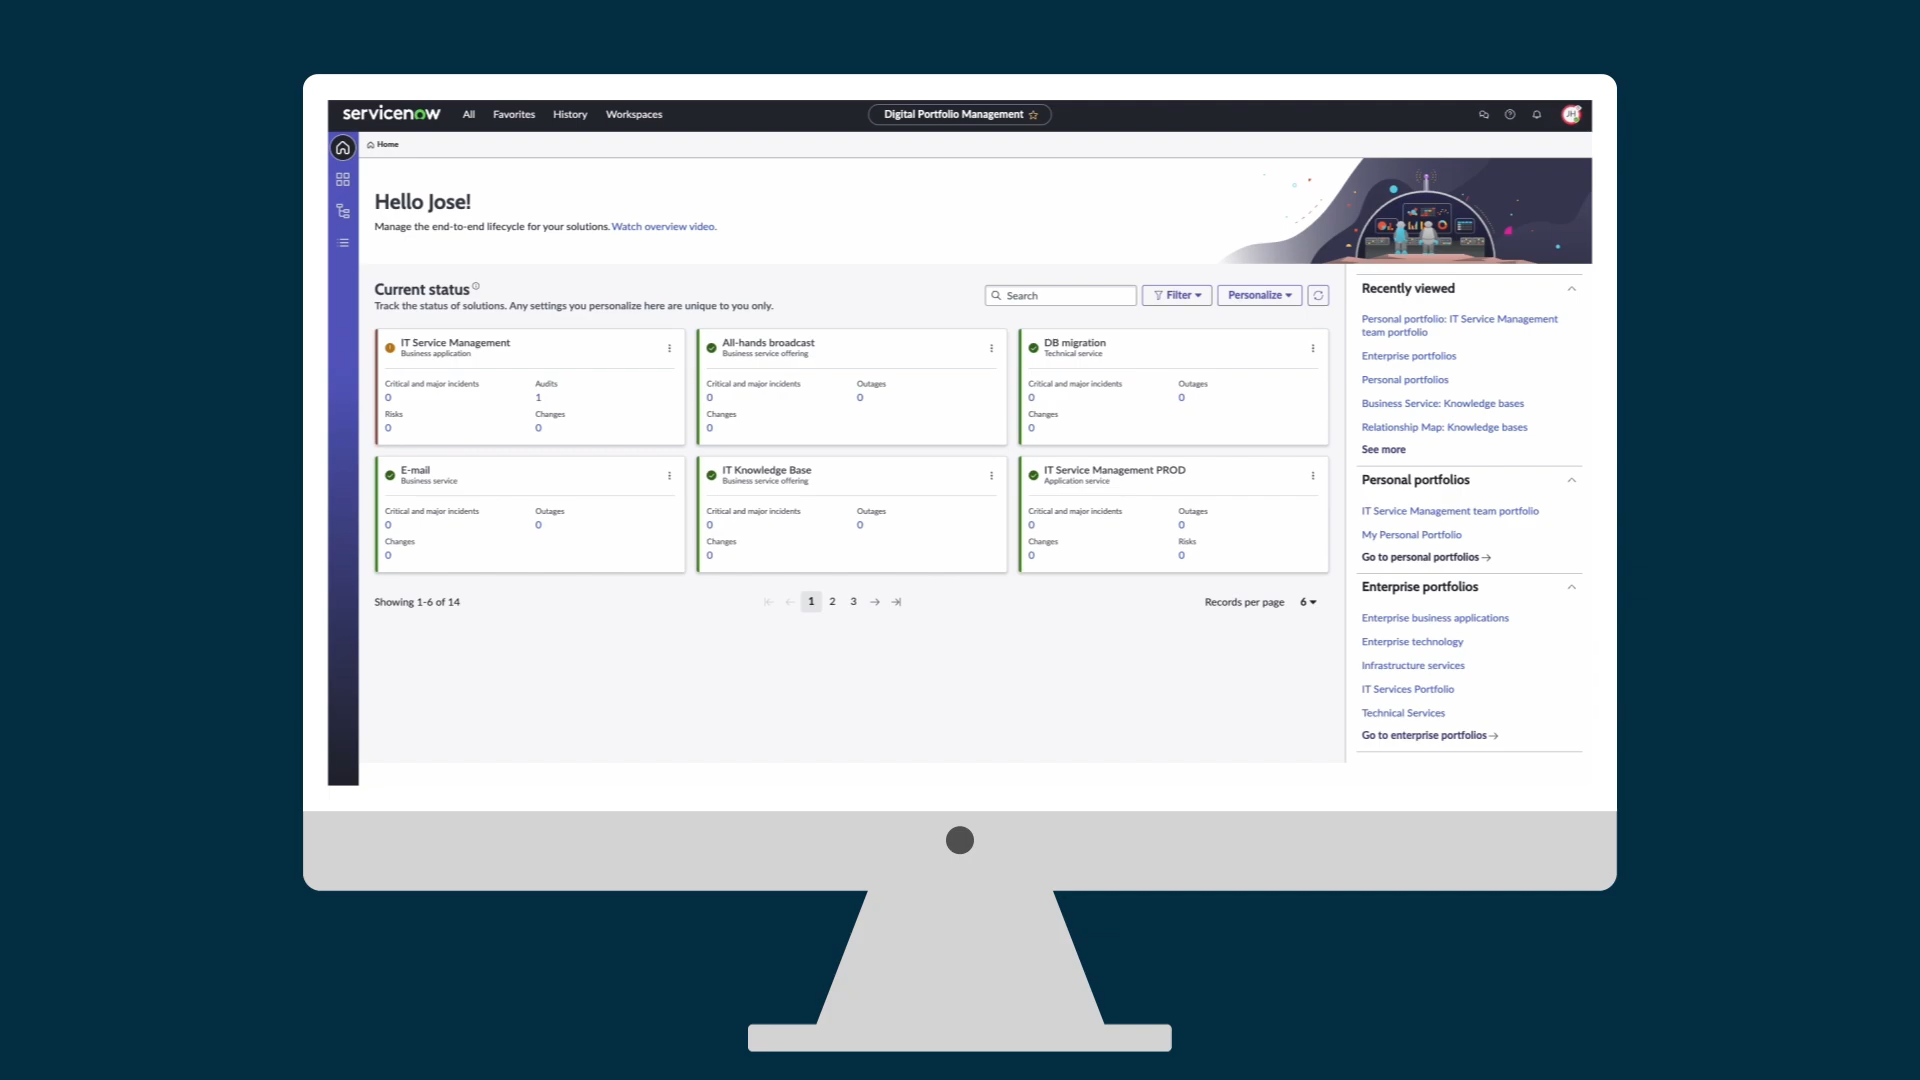 servicenow All Favorites History Workspaces Digital Portfolio Management JH
Home
Hello Jose!
Manage the end-to-end lifecycle for your solutions. Watch overview video.
Current status
Track the status of solutions. Any settings you personalize here are unique to you only.
Search Filter Personalize
IT Service Management
Business application
Critical and major incidents Audits
0 1
Risks Changes
0 0
All-hands broadcast
Business service offering
Critical and major incidents Outages
0 0
Changes
0
DB migration
Technical service
Critical and major incidents Outages
0 0
Changes
0
E-mail
Business service
Critical and major incidents Outages
0 0
Changes
0
IT Knowledge Base
Business service offering
Critical and major incidents Outages
0 0
Changes
0
IT Service Management PROD
Application service
Critical and major incidents Outages
0 0
Changes Risks
0 0
Showing 1-6 of 14 1 2 3 Records per page 6
Recently viewed
Personal portfolio: IT Service Management
team portfolio
Enterprise portfolios
Personal portfolios
Business Service: Knowledge bases
Relationship Map: Knowledge bases
See more
Personal portfolios
IT Service Management team portfolio
My Personal Portfolio
Go to personal portfolios
Enterprise portfolios
Enterprise business applications
Enterprise technology
Infrastructure services
IT Services Portfolio
Technical Services
Go to enterprise portfolios